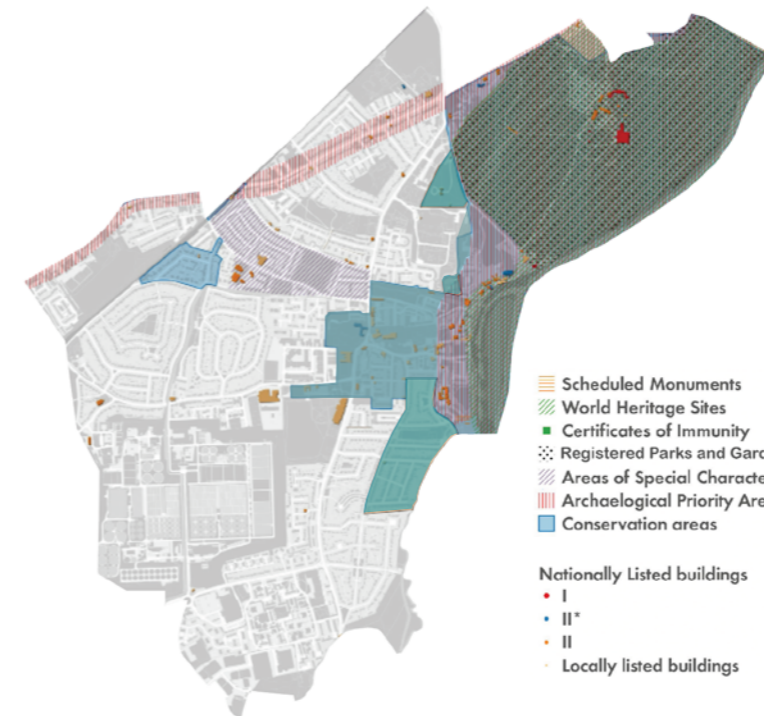 Scheduled Monuments
World Heritage Sites
Certificates of Immunity
Registered Parks and Gard
Areas of Special Characte
Archaelogical Priority Are
Conservation areas
Nationally Listed buildings
I
II*
II
Locally listed buildings